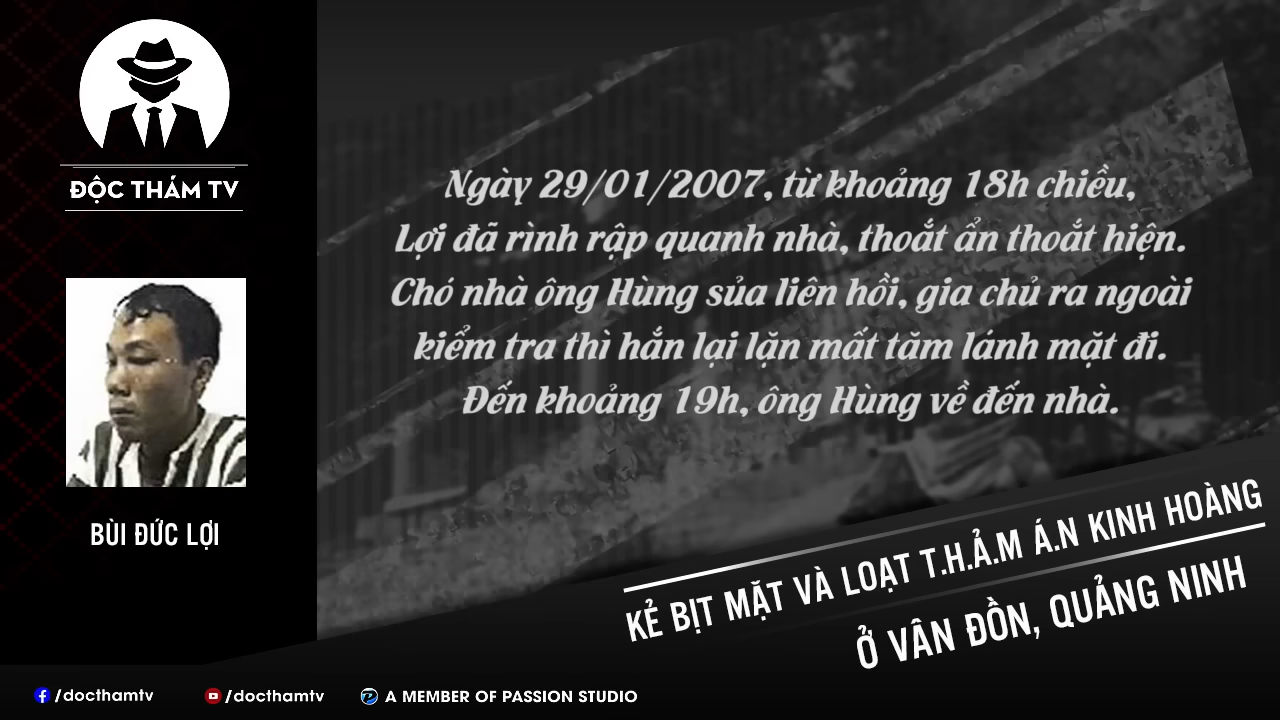 ĐỘC THÁM TV
BÙI ĐỨC LỢI
Ngày 29/01/2007, từ khoảng 18h chiều,
Lợi đã rình rập quanh nhà, thoắt ẩn thoắt hiện.
Chó nhà ông Hùng sủa liên hồi, gia chủ ra ngoài
kiểm tra thì hắn lại lặn mất tăm lánh mặt đi.
Đến khoảng 19h, ông Hùng về đến nhà.
KẺ BỊT MẶT VÀ LOẠT T.H.Ả.M Á.N KINH HOÀNG
Ở VÂN ĐỒN, QUẢNG NINH
/docthamtv
/docthamtv
A MEMBER OF PASSION STUDIO